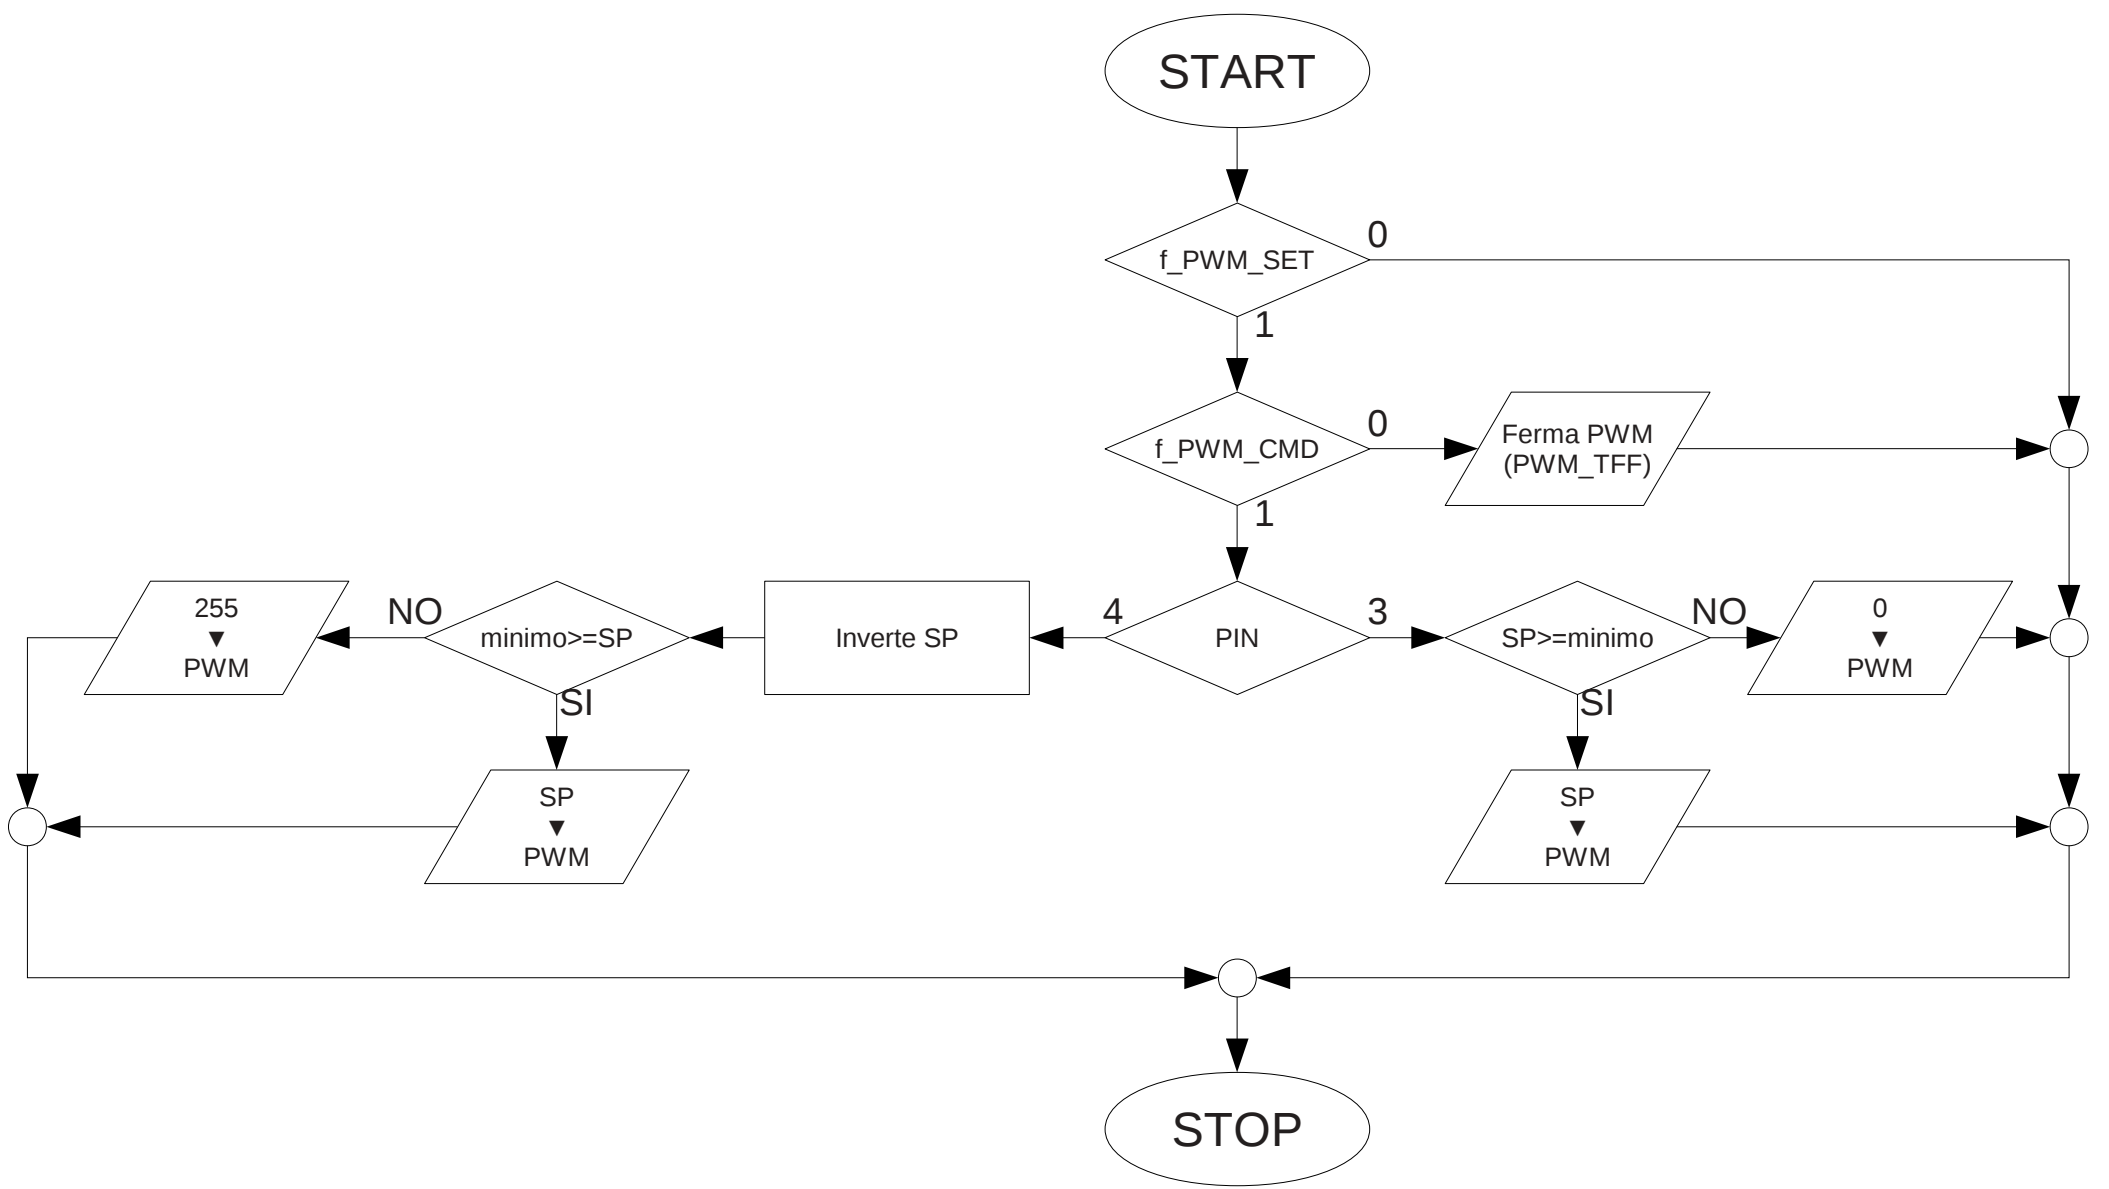 START
f_PWM_SET
0
1
f_PWM_CMD
0
Ferma PWM
(PWM_TFF)
1
255
▼
PWM
NO
minimo>=SP
SI
Inverte SP
4
PIN
3
SP>=minimo
NO
SI
0
▼
PWM
SP
▼
PWM
SP
▼
PWM
STOP